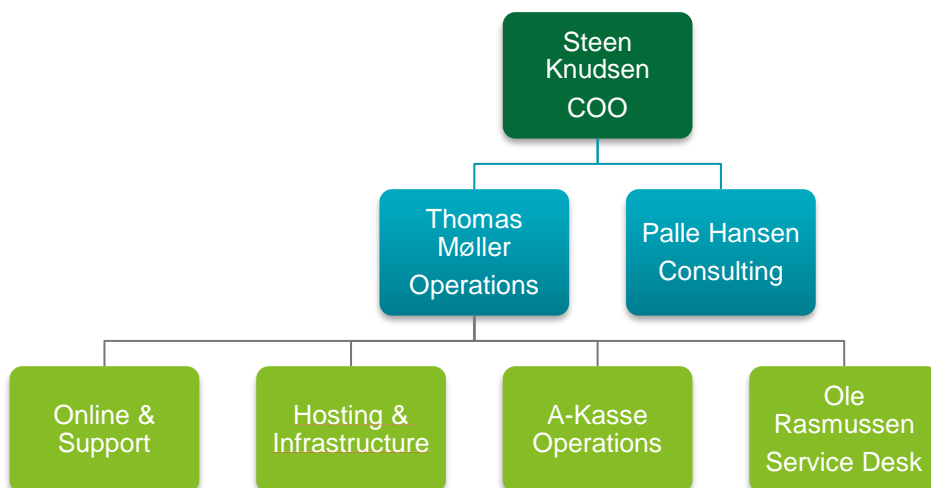 Steen
Knudsen
COO
Thomas
Møller
Operations
Palle Hansen
Consulting
Online &
Support
Hosting &
Infrastructure
A-Kasse
Operations
Ole
Rasmussen
Service Desk